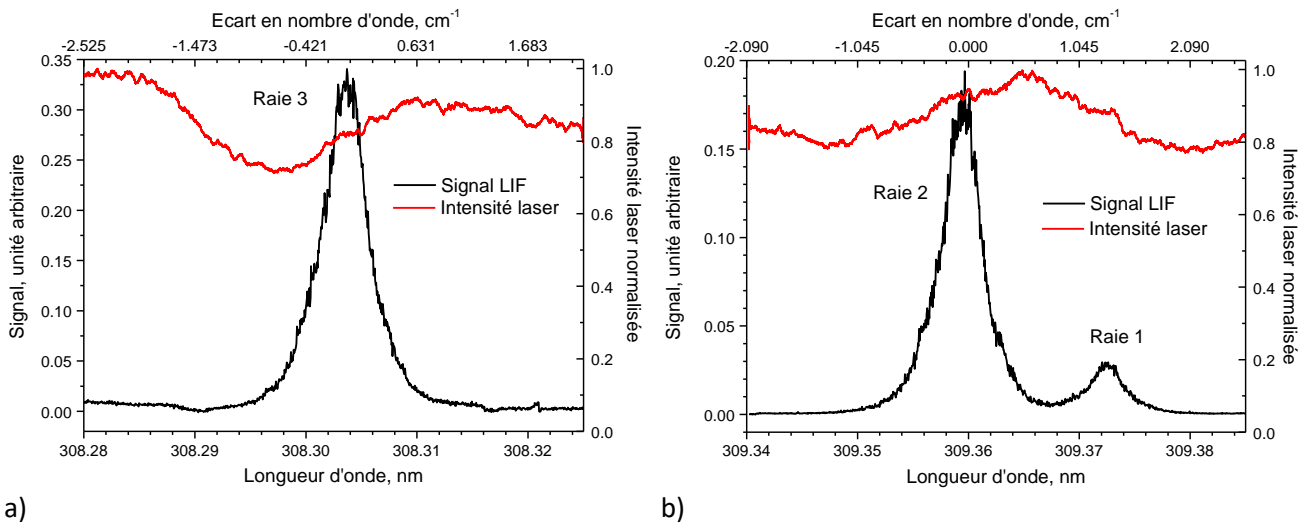 Ecart en nombre d'onde, cm-1
-2.525 -1.473 -0.421 0.631 1.683
0.35
0.30
0.25
0.20
0.15
0.10
0.05
0.00
Signal, unité arbitraire
Raie 3
Signal LIF
Intensité laser
1.0
0.8
0.6
0.4
0.2
0.0
Intensité laser normalisée
308.28 308.29 308.30 308.31 308.32
Longueur d'onde, nm
a)
Ecart en nombre d'onde, cm-1
-2.090 -1.045 0.000 1.045 2.090
0.20
0.15
0.10
0.05
0.00
Signal, unité arbitraire
Raie 2
Signal LIF
Intensité laser
Raie 1
1.0
0.8
0.6
0.4
0.2
0.0
Intensité laser normalisée
309.34 309.35 309.36 309.37 309.38
Longueur d'onde, nm
b)